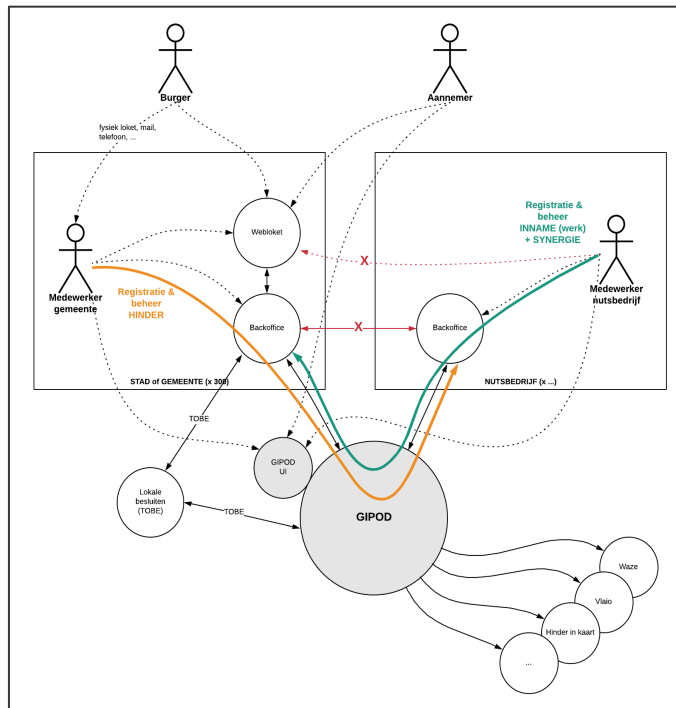 Burger
Aannemer
fysiek loket, mail,
telefoon, ...
Registratie &
beheer
INNAME (werk)
+ SYNERGIE
Webloket
X
Medewerker
gemeente
Registratie &
beheer
HINDER
Medewerker
nutsbedrijf
Backoffice
X
Backoffice
STAD of GEMEENTE (x 300)
NUTSBEDRIJF (x ...)
TOBE
GIPOD
UI
Lokale
besluiten
(TOBE)
TOBE
GIPOD
Waze
Vlaio
Hinder in kaart
...